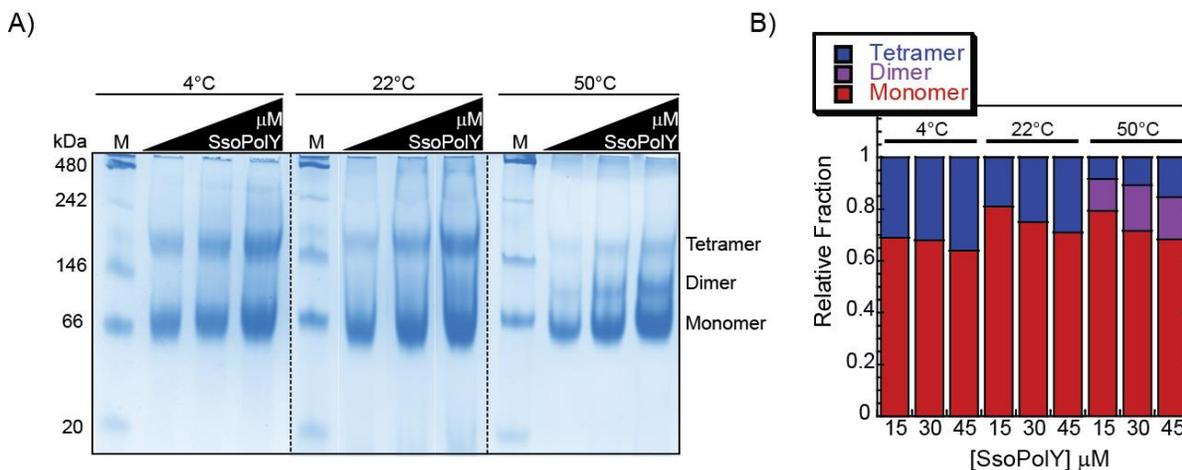 A)
4°C 22°C 50°C
µM µM µM
kDa M SsoPolY M SsoPolY M SsoPolY
480
242
146
66
20
Tetramer
Dimer
Monomer
B)
Tetramer
Dimer
Monomer
4°C 22°C 50°C
Relative Fraction
1
0.8
0.6
0.4
0.2
0
15 30 45 15 30 45 15 30 45
[SsoPolY] µM